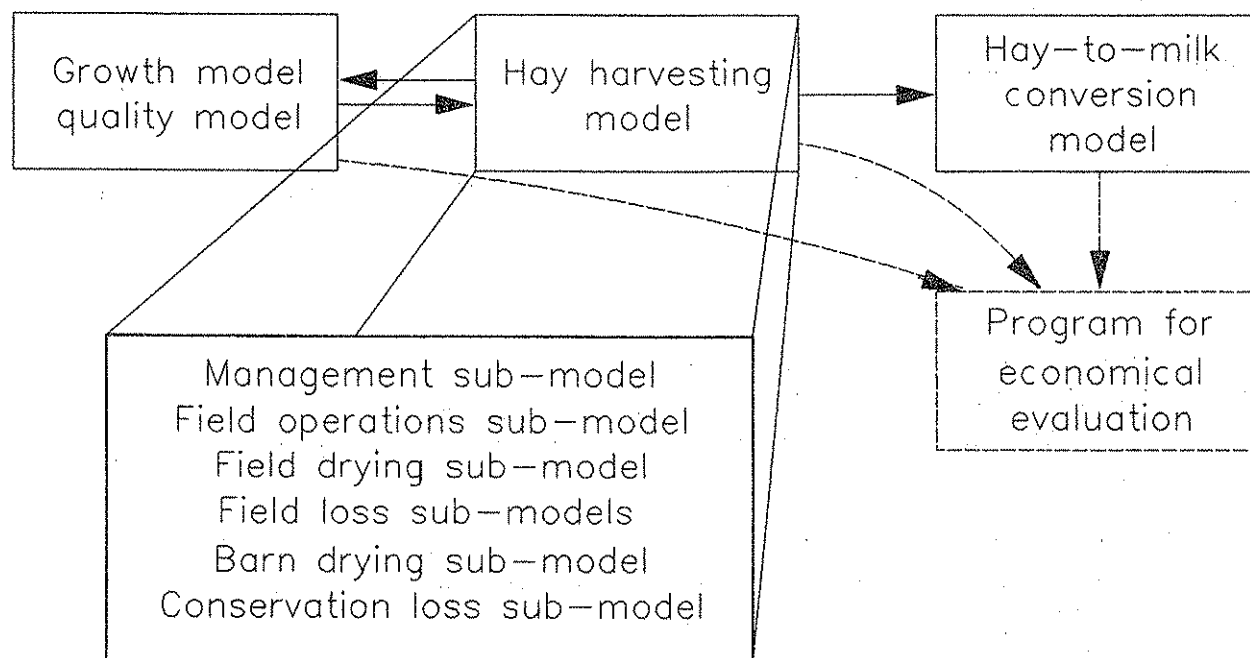 Growth model
quality model
Hay harvesting
model
Hay-to-milk
conversion
model
Program for
economical
evaluation
Management sub-model
Field operations sub-model
Field drying sub-model
Field loss sub-models
Barn drying sub-model
Conservation loss sub-model